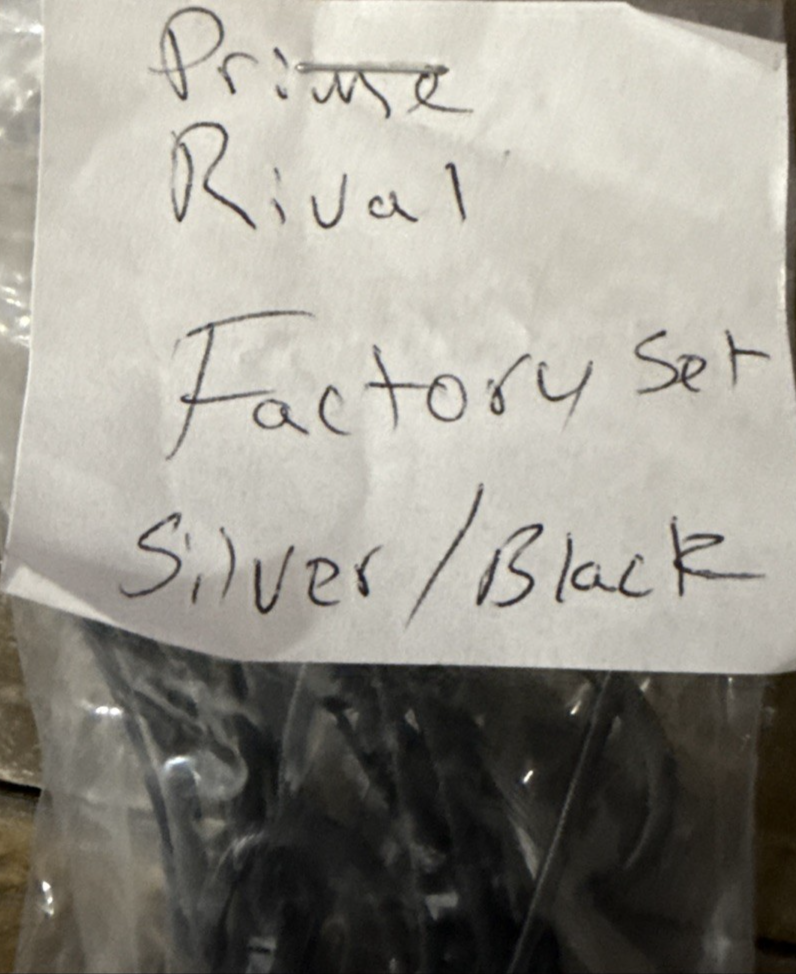 Prime
Rival
Factory Set
Silver/Black